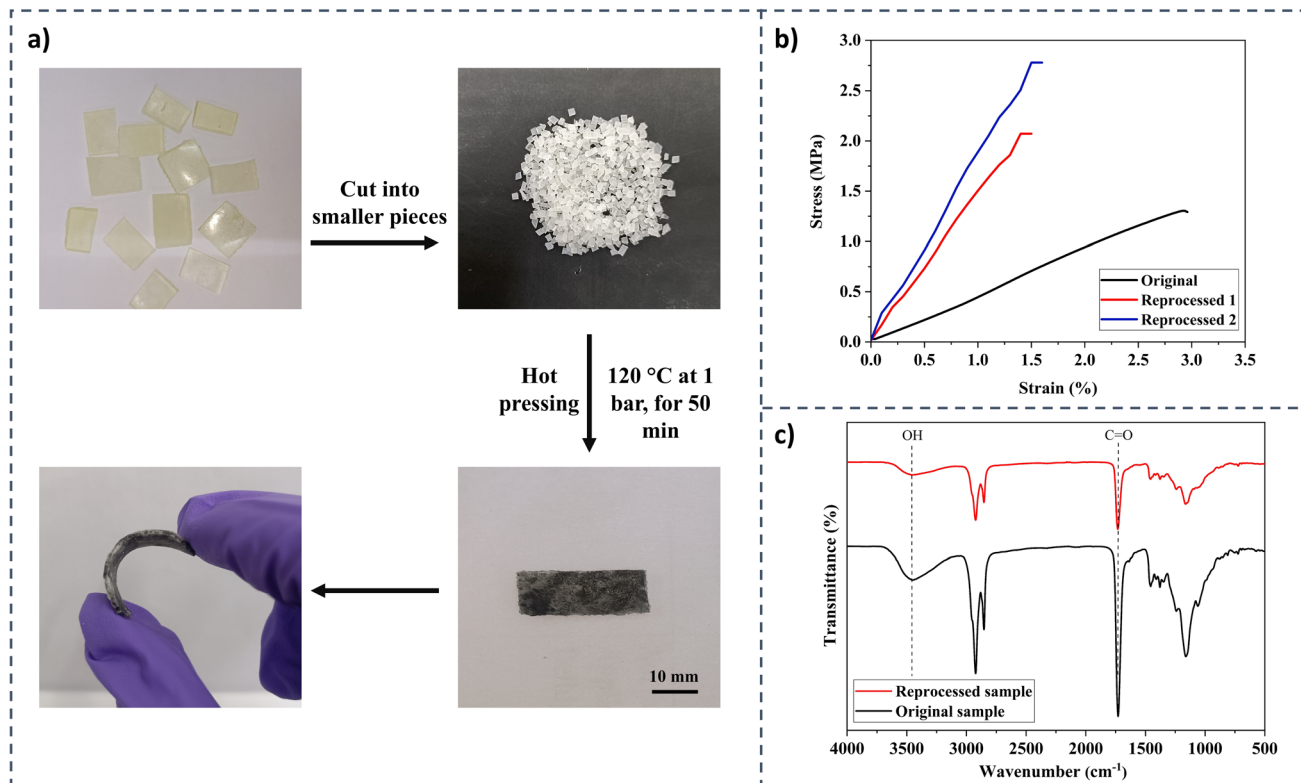 a)
Cut into
smaller pieces
Hot
pressing
120 °C at 1
bar, for 50
min
10 mm
b)
3.0
2.5
2.0
1.5
1.0
0.5
0.0
Stress (MPa)
Original
Reprocessed 1
Reprocessed 2
0.0 0.5 1.0 1.5 2.0 2.5 3.0 3.5
Strain (%)
c)
OH
C=O
Transmittance (%)
Reprocessed sample
Original sample
4000 3500 3000 2500 2000 1500 1000 500
Wavenumber (cm⁻¹)